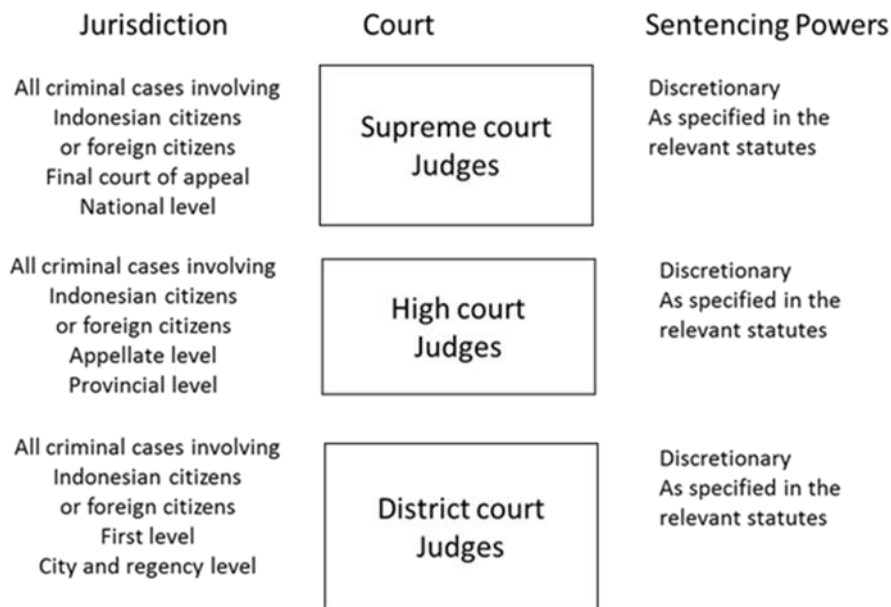 Jurisdiction Court Sentencing Powers
All criminal cases involving
Indonesian citizens
or foreign citizens
Final court of appeal
National level
Supreme court
Judges
Discretionary
As specified in the
relevant statutes
All criminal cases involving
Indonesian citizens
or foreign citizens
Appellate level
Provincial level
High court
Judges
Discretionary
As specified in the
relevant statutes
All criminal cases involving
Indonesian citizens
or foreign citizens
First level
City and regency level
District court
Judges
Discretionary
As specified in the
relevant statutes